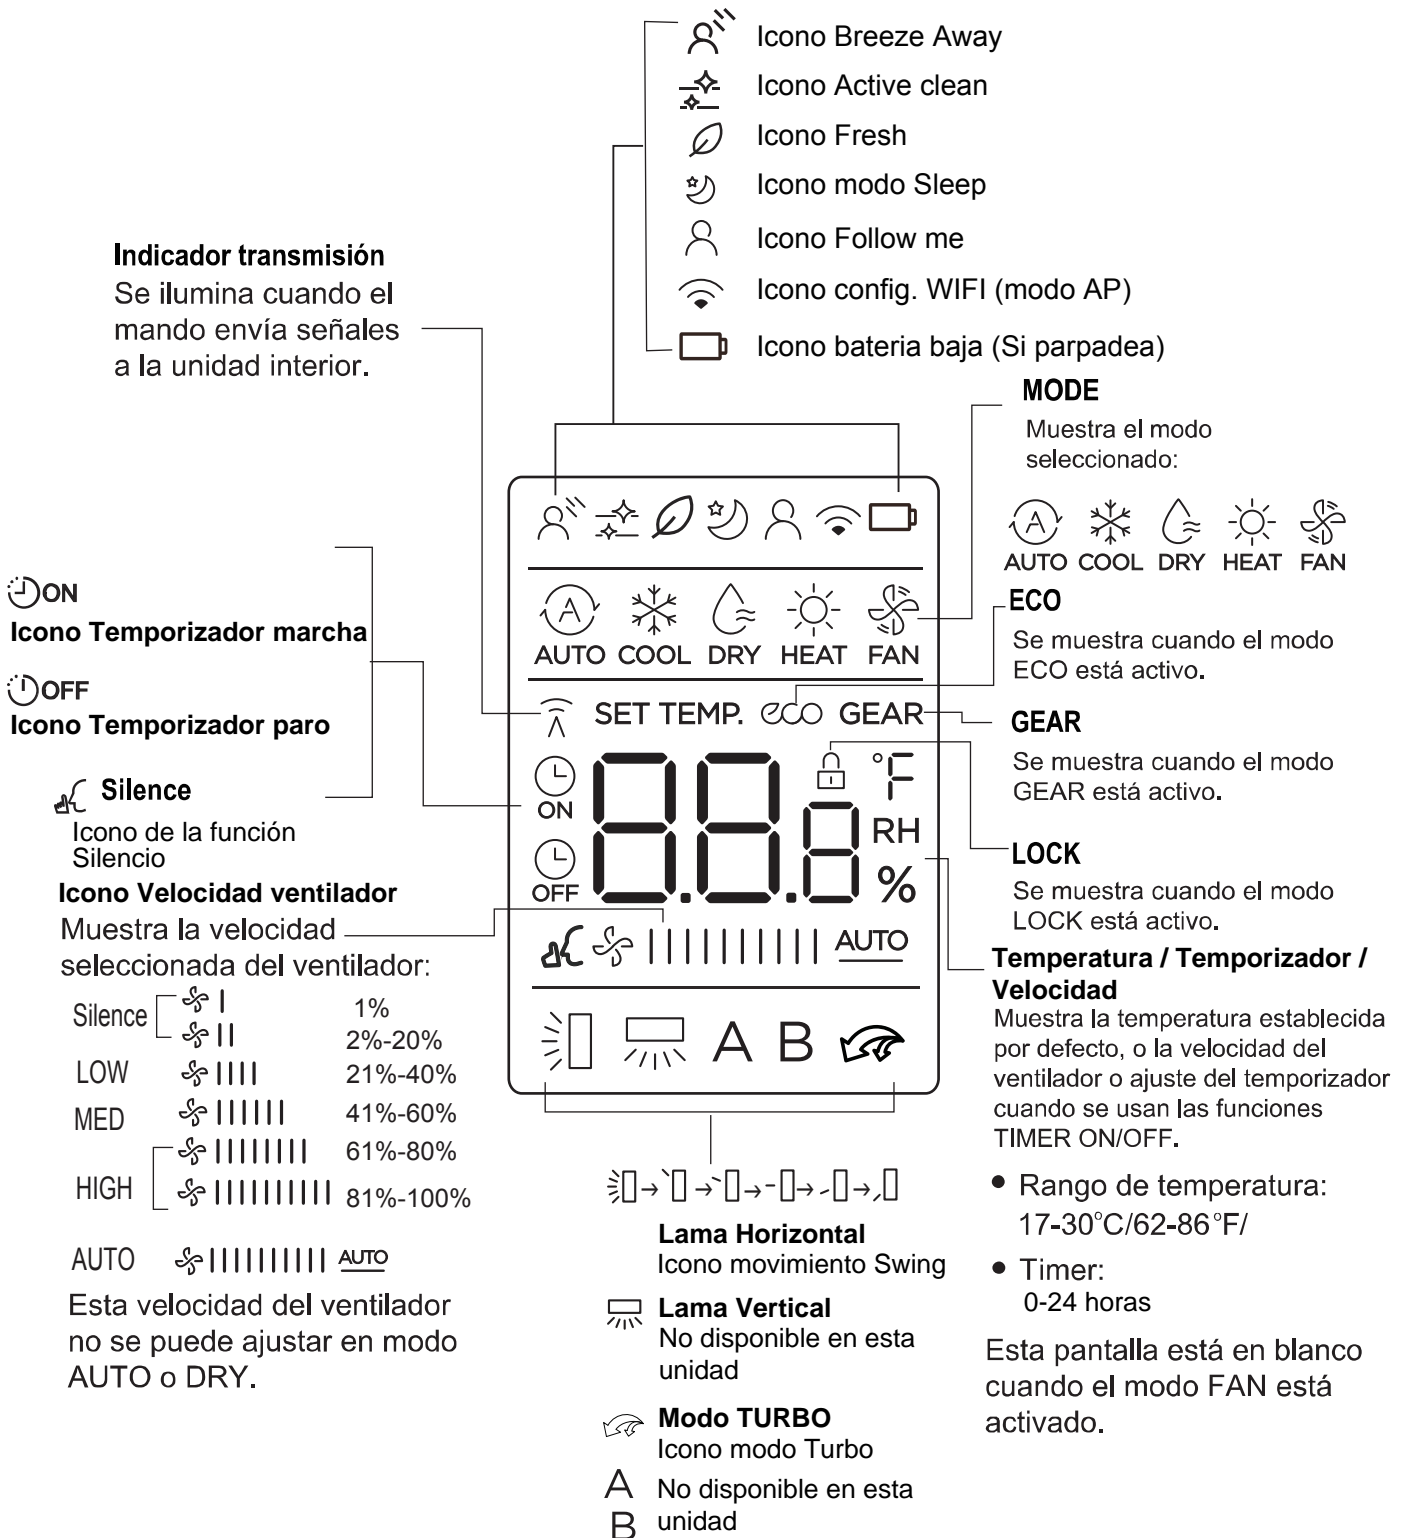 Icono Breeze Away
Icono Active clean
Icono Fresh
Icono modo Sleep
Icono Follow me
Icono config. WIFI (modo AP)
Icono bateria baja (Si parpadea)
Indicador transmisión
Se ilumina cuando el
mando envía señales
a la unidad interior.
ON
Icono Temporizador marcha
OFF
Icono Temporizador paro
Silence
Icono de la función
Silencio
Icono Velocidad ventilador
Muestra la velocidad
seleccionada del ventilador:
Silence
1%
2%-20%
LOW 21%-40%
MED 41%-60%
61%-80%
HIGH
81%-100%
AUTO AUTO
Esta velocidad del ventilador
no se puede ajustar en modo
AUTO o DRY.
A
AUTO COOL DRY HEAT FAN
SET TEMP. eco GEAR
ON
88.8 °F
RH
OFF
%
AUTO
A B
Lama Horizontal
Icono movimiento Swing
Lama Vertical
No disponible en esta
unidad
Modo TURBO
Icono modo Turbo
A No disponible en esta
B unidad
MODE
Muestra el modo
seleccionado:
A
AUTO COOL DRY HEAT FAN
ECO
Se muestra cuando el modo
ECO está activo.
GEAR
Se muestra cuando el modo
GEAR está activo.
LOCK
Se muestra cuando el modo
LOCK está activo.
Temperatura / Temporizador /
Velocidad
Muestra la temperatura establecida
por defecto, o la velocidad del
ventilador o ajuste del temporizador
cuando se usan las funciones
TIMER ON/OFF.
• Rango de temperatura:
17-30°C/62-86°F/
• Timer:
0-24 horas
Esta pantalla está en blanco
cuando el modo FAN está
activado.